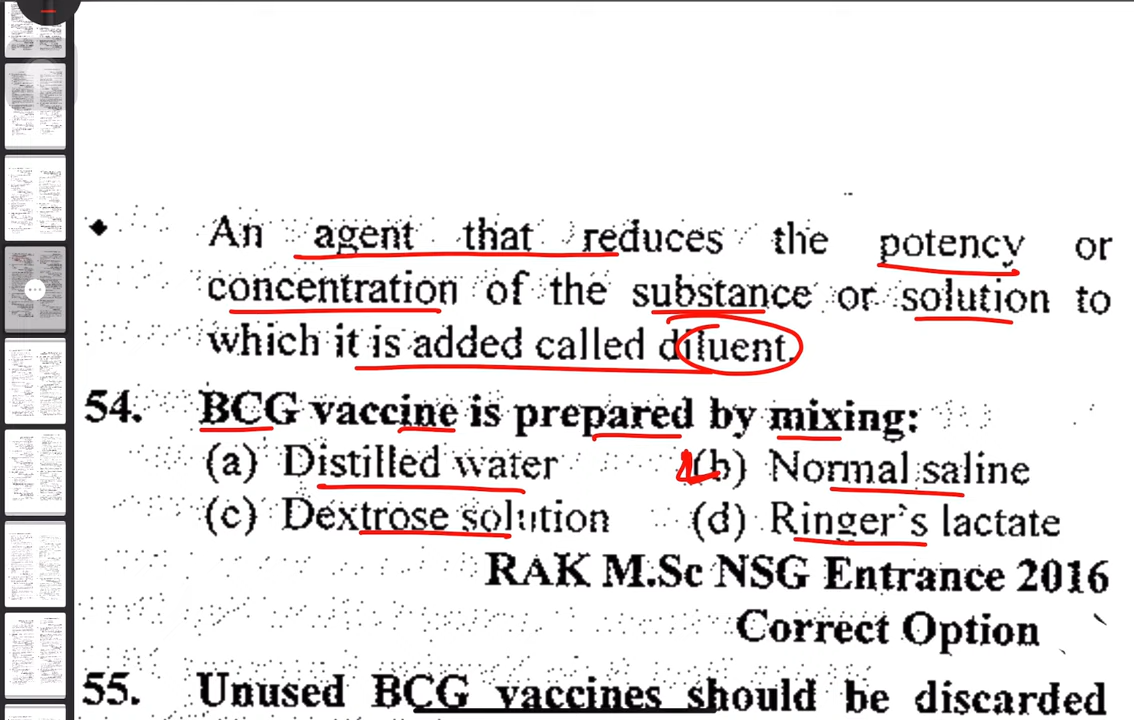 ◆ An agent that reduces the potency or
concentration of the substance or solution to
which it is added called diluent.
54. BCG vaccine is prepared by mixing:
(a) Distilled water (b) Normal saline
(c) Dextrose solution (d) Ringer's lactate
RAK M.Sc NSG Entrance 2016
Correct Option
55. Unused BCG vaccines should be discarded